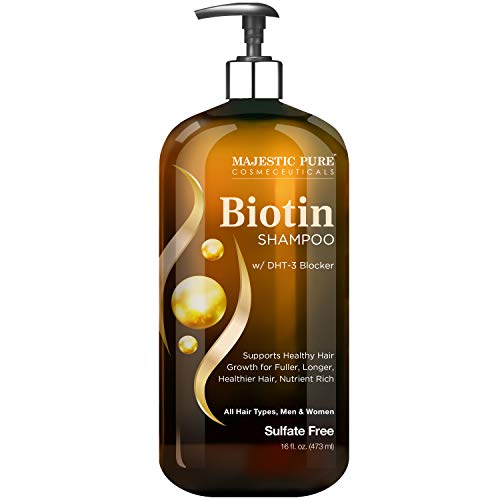 MAJESTIC PURE
COSMECEUTICALS
Biotin
SHAMPOO
w/ DHT-3 Blocker
Supports Healthy Hair
Growth for Fuller, Longer,
Healthier Hair, Nutrient Rich
All Hair Types, Men & Women
Sulfate Free
16 fl. oz (473 ml)